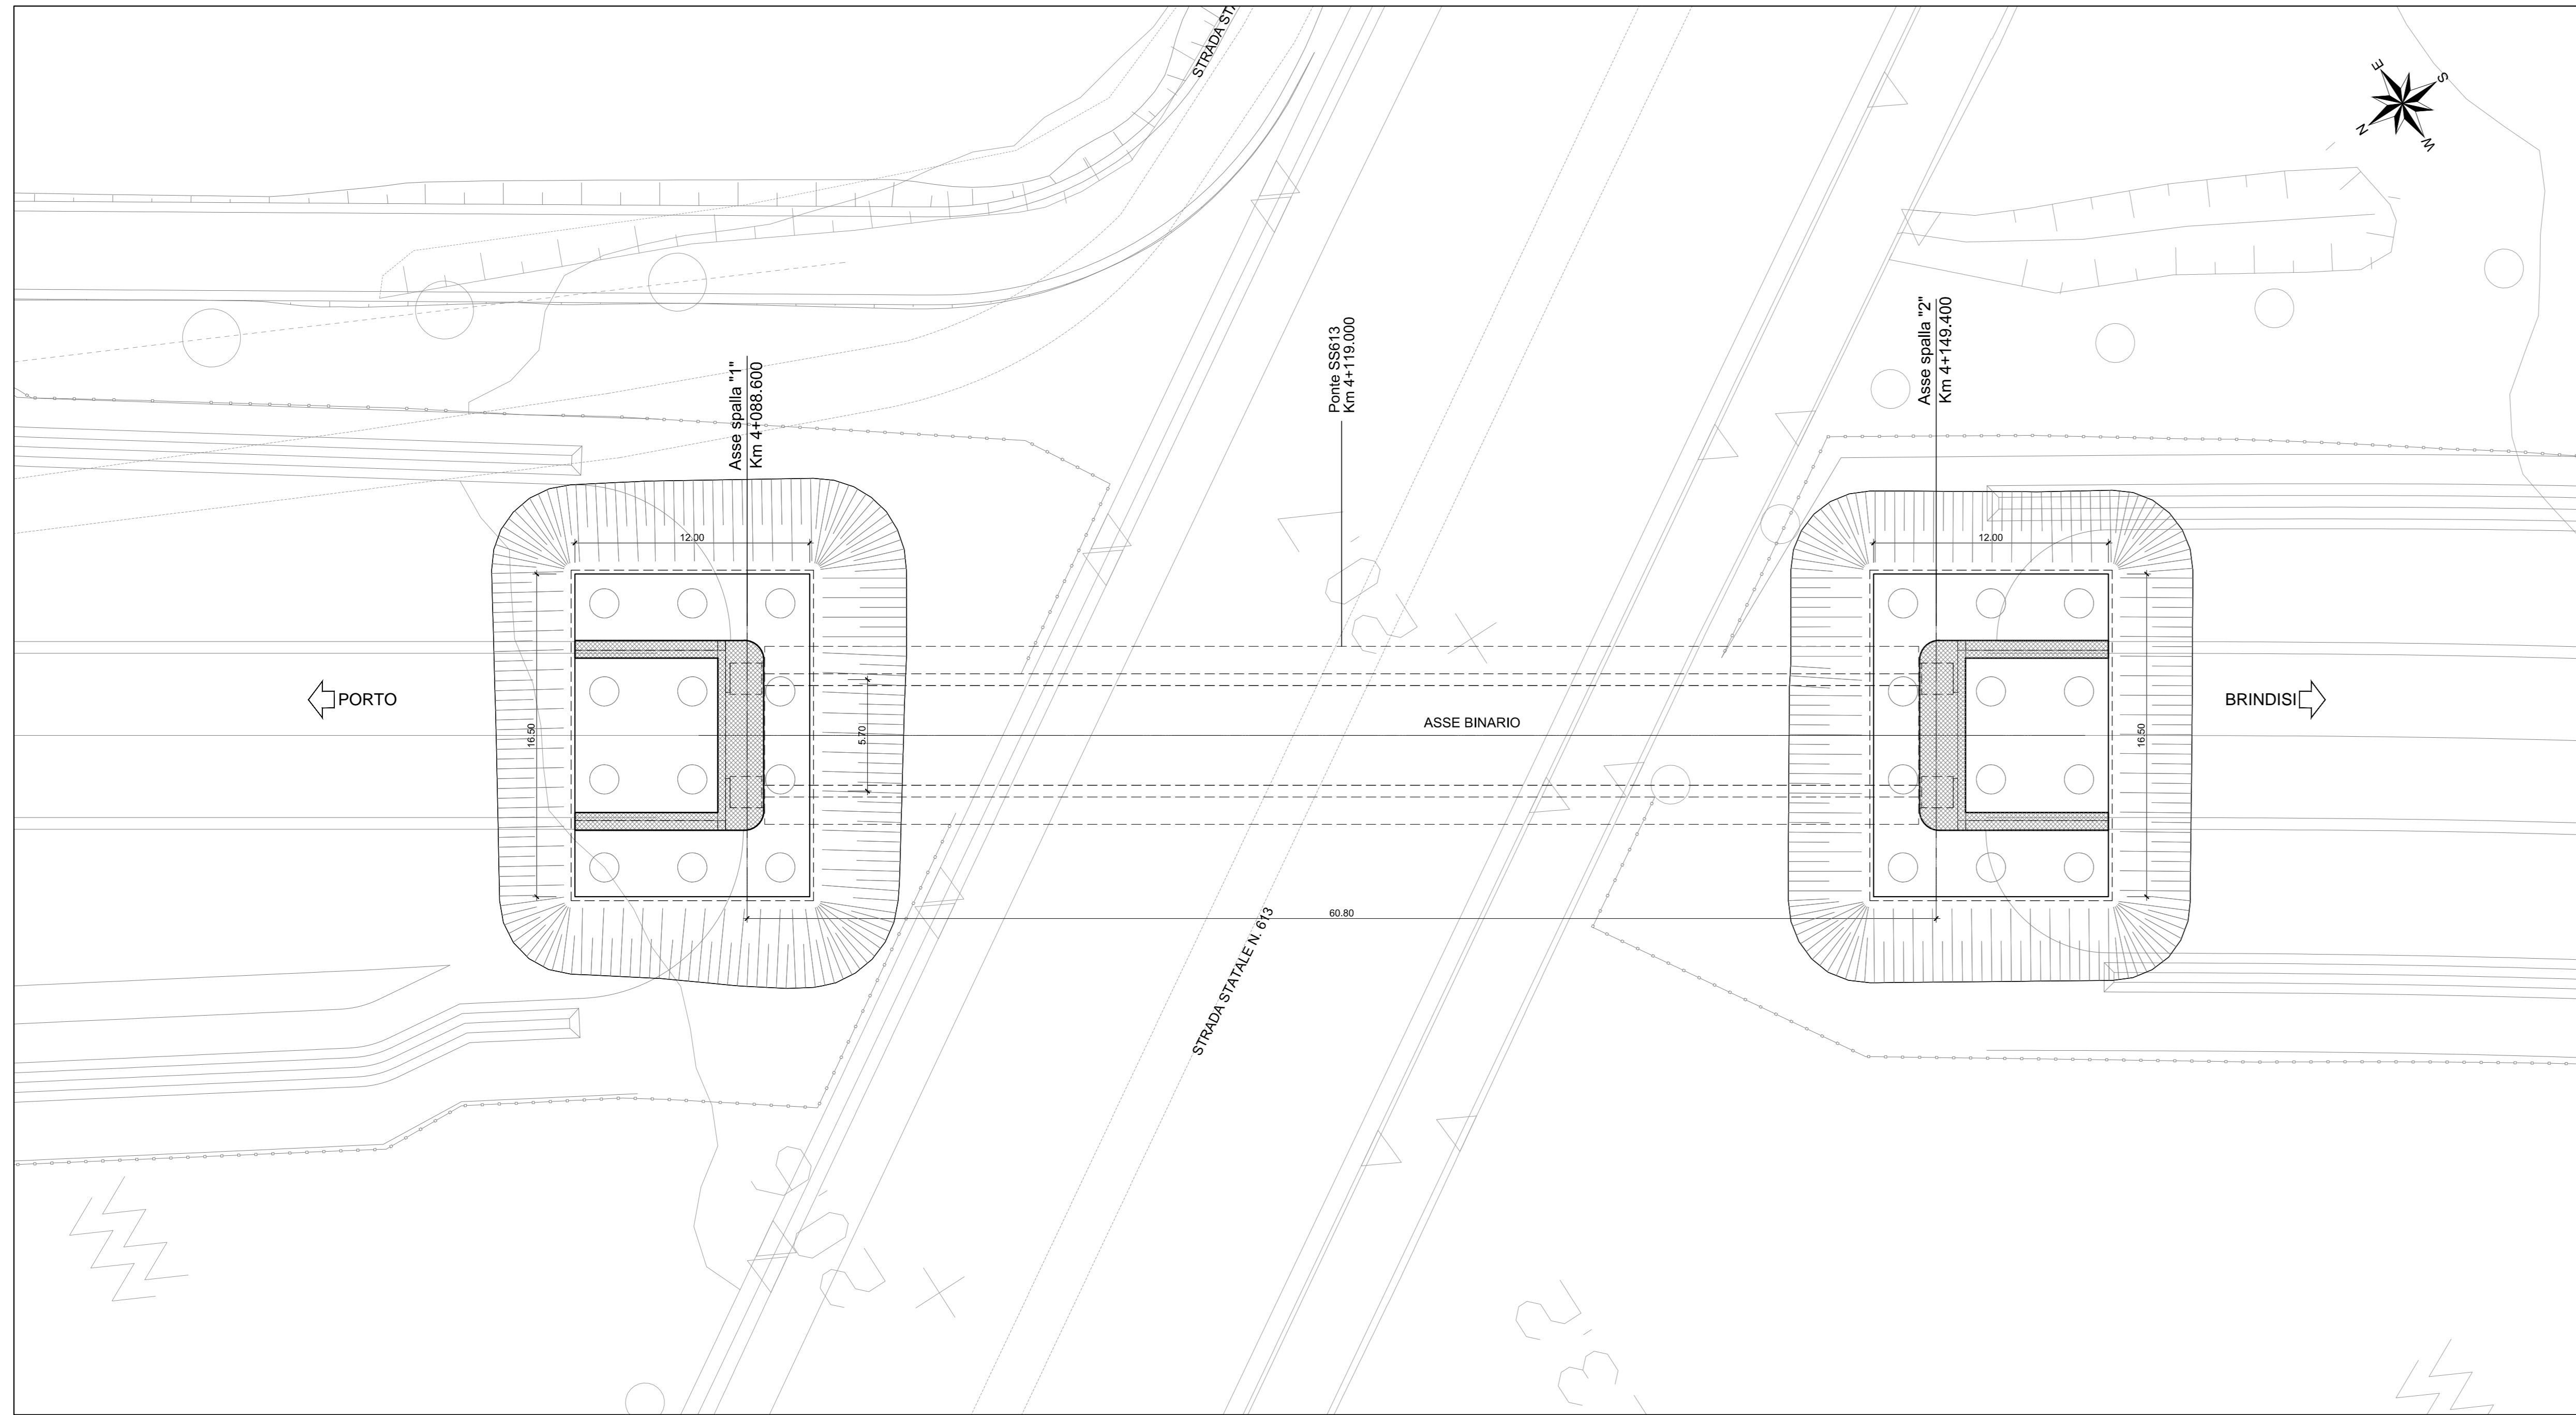 STRADA STA
E
S
N
W
Ponte SS613
Km 4+119.000
Asse spalla "2"
Km 4+149.400
Asse spalla "1"
Km 4+088.600
12.00
12.00
PORTO
16.50
5.70
ASSE BINARIO
BRINDISI
16.50
60.80
STRADA STATALE N. 613